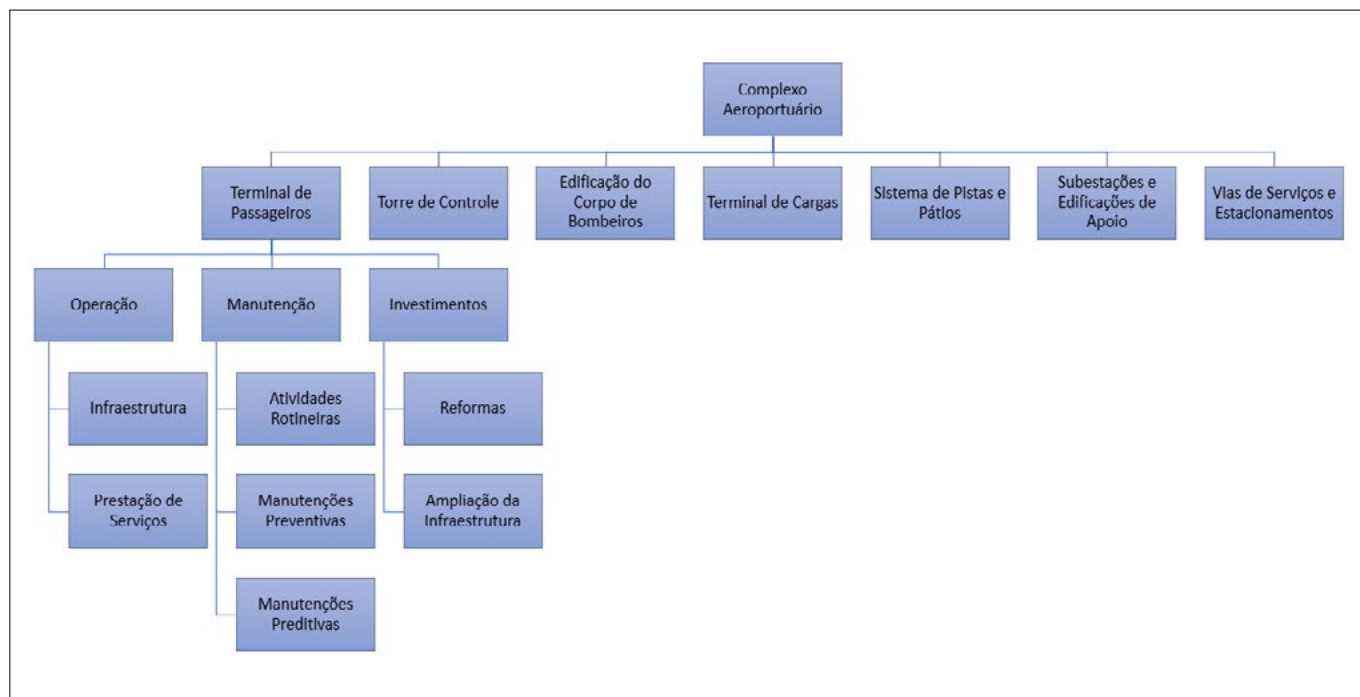 Complexo
Aeroportuário
Terminal de
Passageiros
Torre de Controle
Edificação do
Corpo de
Bombeiros
Terminal de Cargas
Sistema de Pistas e
Pátios
Subestações e
Edificações de
Apoio
Vias de Serviços e
Estacionamentos
Operação
Manutenção
Investimentos
Infraestrutura
Atividades
Rotineiras
Reformas
Prestação de
Serviços
Manutenções
Preventivas
Ampliação da
Infraestrutura
Manutenções
Preditivas